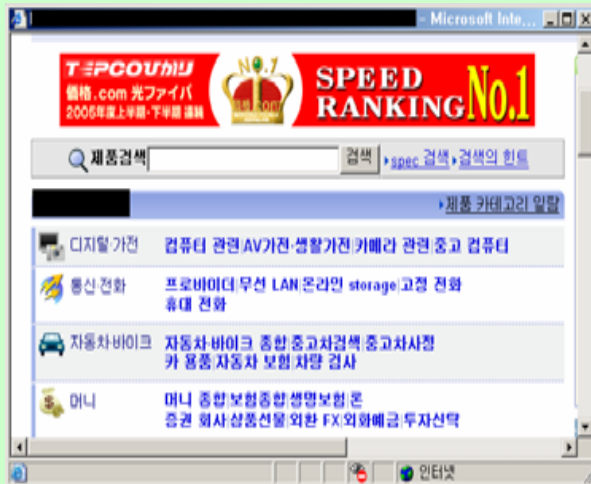 - Microsoft Inte...
TEPCOひかり
価格.com 光ファイバ
2005年度上半期・下半期 連続
No.1
SPEED
RANKING No.1
제품검색 검색 spec 검색 검색의 힌트
제품 카테고리 일람
디지털·가전 컴퓨터 관련|AV가전·생활가전|카메라 관련|중고 컴퓨터
통신·전화 프로바이더|무선 LAN|온라인 storage|고정 전화
휴대 전화
자동차·바이크 자동차·바이크 종합|중고차검색|중고차사정
카 용품|자동차 보험|차량 검사
머니 머니 종합|보험종합|생명보험|론
증권 회사|상품선물|외환 FX|외화예금|투자신탁
인터넷